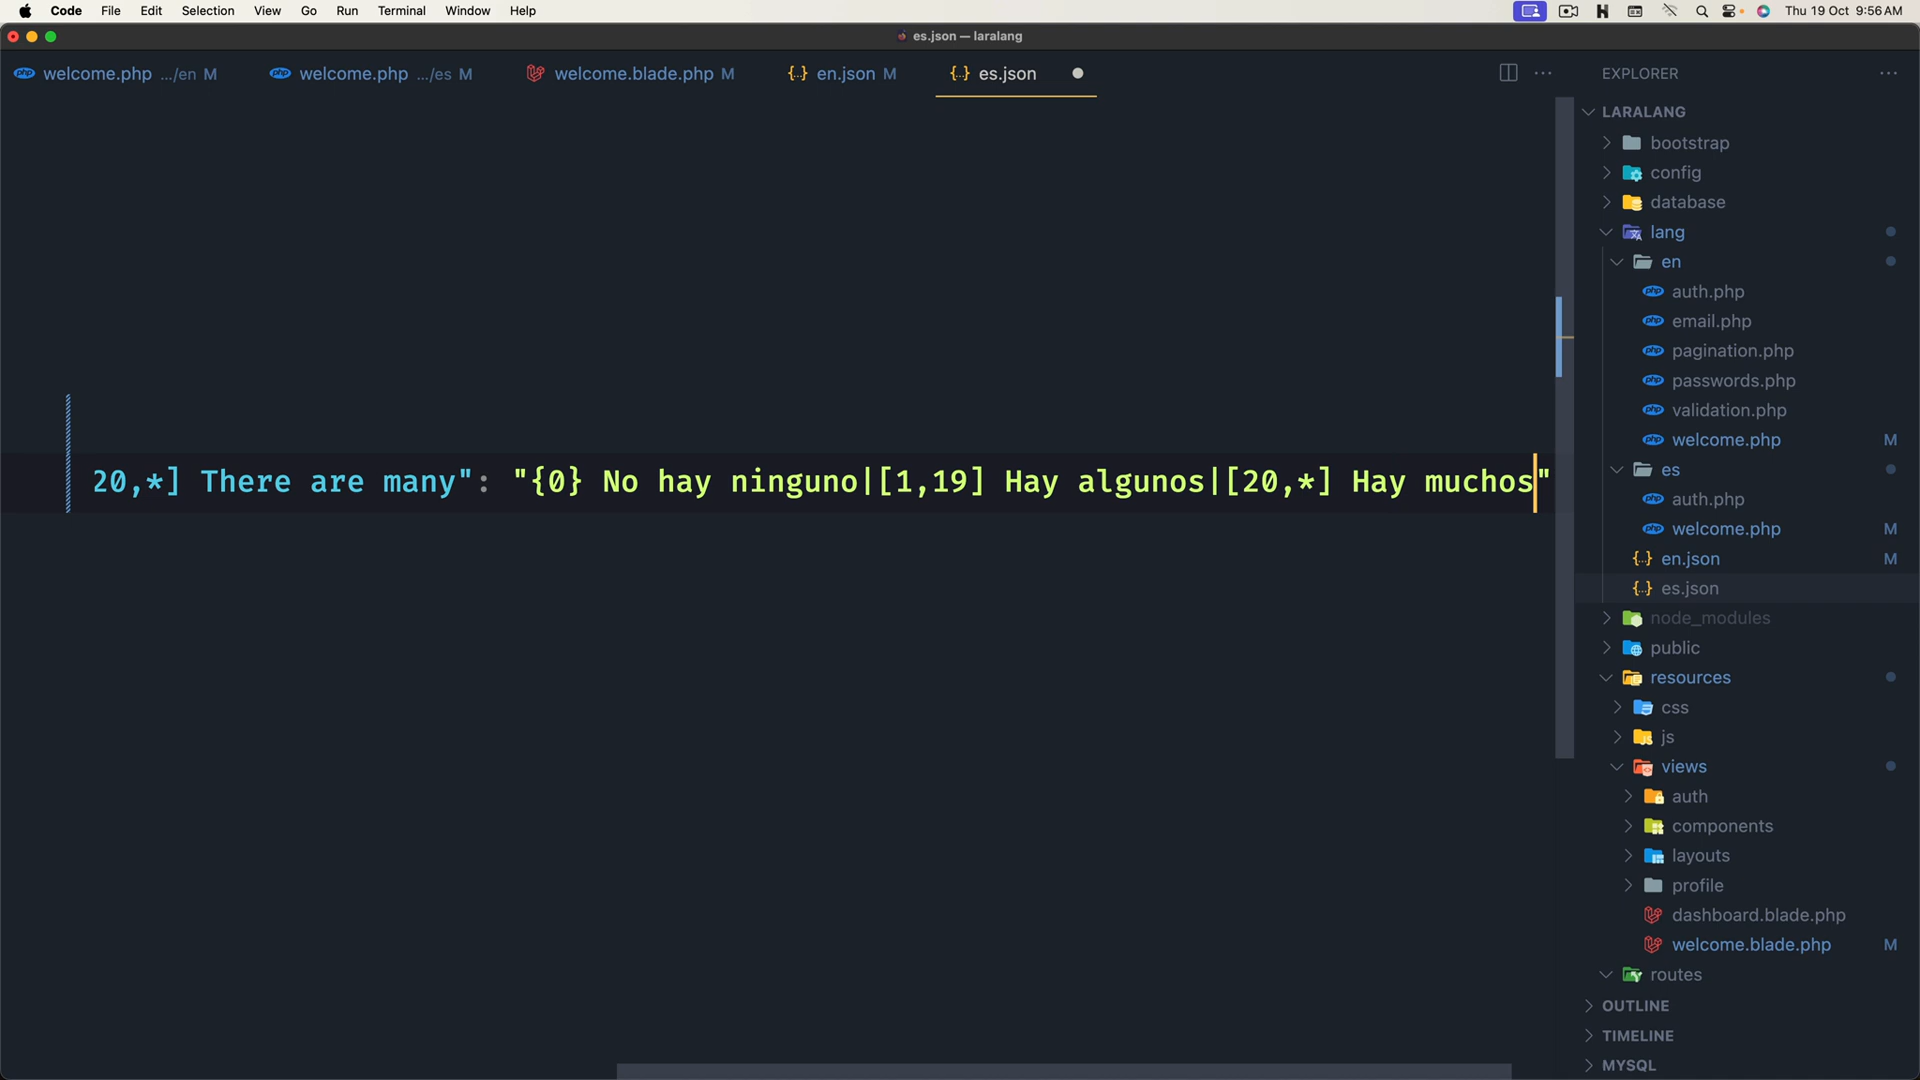 Code File Edit Selection View Go Run Terminal Window Help Thu 19 Oct 9:56 AM
es.json — laralang
welcome.php .../en M welcome.php .../es M welcome.blade.php M {..} en.json M {..} es.json
20,*] There are many": "{0} No hay ninguno|[1,19] Hay algunos|[20,*] Hay muchos"
EXPLORER
LARALANG
bootstrap
config
database
lang
en
auth.php
email.php
pagination.php
passwords.php
validation.php
welcome.php M
es
auth.php
welcome.php M
{..} en.json M
{..} es.json
node_modules
public
resources
css
js
views
auth
components
layouts
profile
dashboard.blade.php
welcome.blade.php M
routes
OUTLINE
TIMELINE
MYSQL